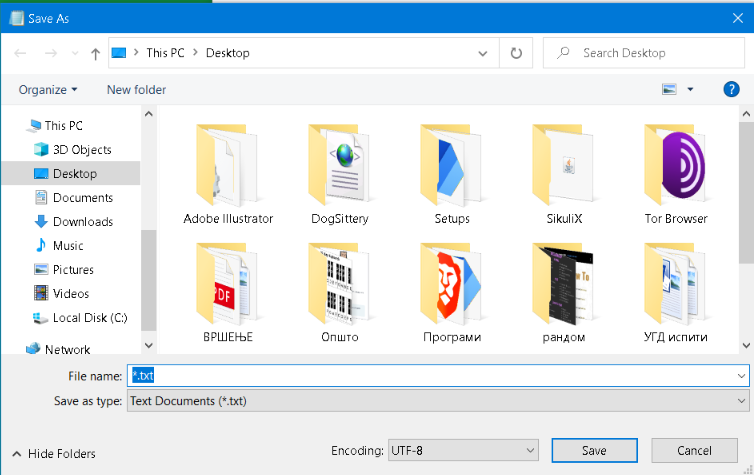 Save As
This PC
Desktop
Search Desktop
Organize
New folder
?
This PC
3D Objects
Desktop
Documents
Downloads
Music
Pictures
Videos
Local Disk (C:)
Network
Adobe Illustrator
DogSittery
Setups
SikuliX
Tor Browser
PDF
ВРШЕЊЕ
Општо
Програми
рандом
УГД испити
File name:
*.txt
Save as type:
Text Documents (*.txt)
Hide Folders
Encoding:
UTF-8
Save
Cancel